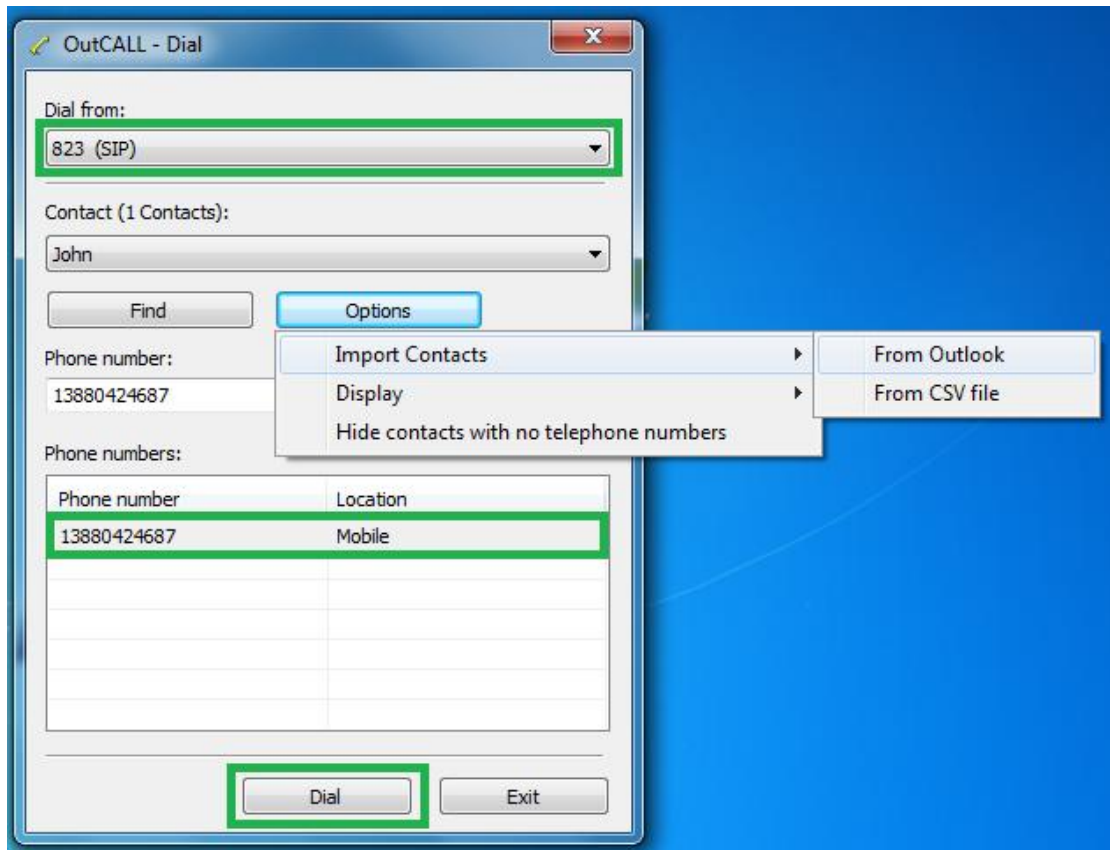 OutCALL - Dial
Dial from:
823 (SIP)
Contact (1 Contacts):
John
Find Options
Import Contacts From Outlook
Phone number:
13880424687 Display From CSV file
Hide contacts with no telephone numbers
Phone numbers:
Phone number Location
13880424687 Mobile
Dial Exit